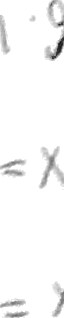 1 · 9
= x
=